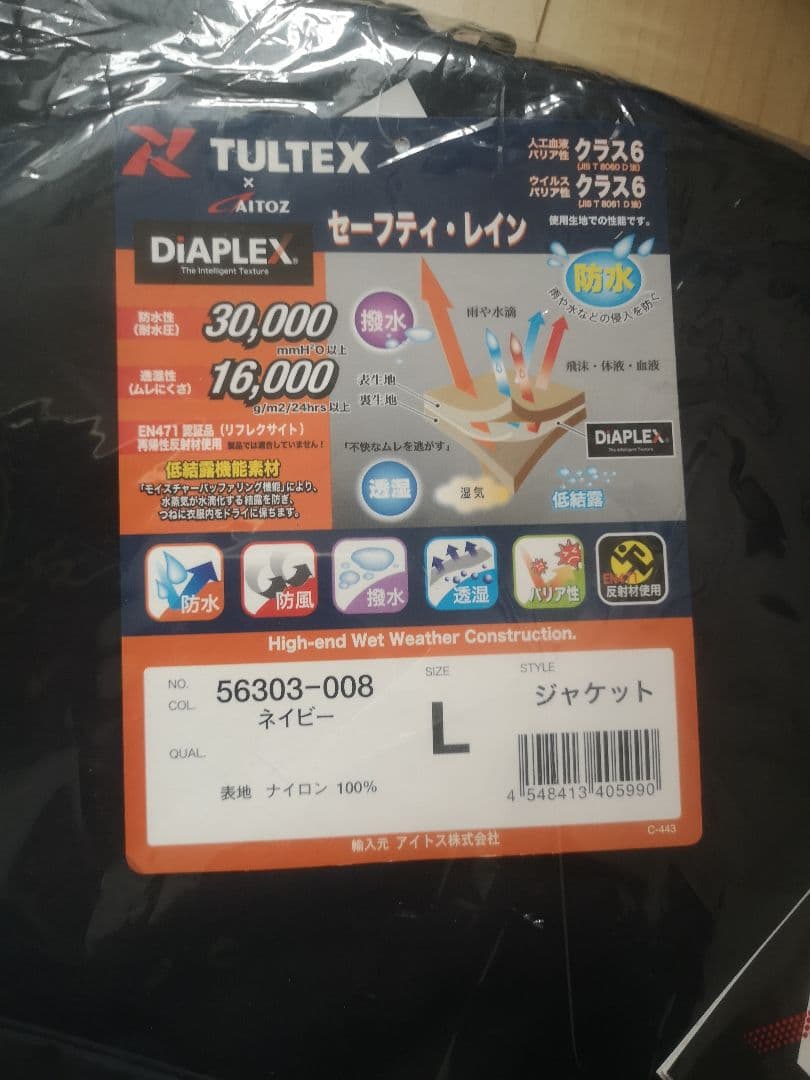 TULTEX
×
AITOZ
人工血液
バリア性 クラス6
(JIS T 8060 D 法)
ウイルス
バリア性 クラス6
(JIS T 8061 D 法)
使用生地での性能です。
DiAPLEX®
The Intelligent Texture
セーフティ・レイン
防水性
(耐水圧)
30,000
mmH²O以上
透湿性
(ムレにくさ)
16,000
g/m2/24hrs以上
EN471 認証品 (リフレクサイト)
再帰性反射材使用 製品では適合していません!
低結露機能素材
「モイスチャーバッファリング機能」により、
水蒸気が水滴化する結露を防ぎ、
つねに衣服内をドライに保ちます。
撥水
雨や水滴
防水
雨や水などの侵入を防ぐ
飛沫・体液・血液
表生地
裏生地
DiAPLEX®
The Intelligent Texture
「不快なムレを逃がす」
透湿
湿気
低結露
防水
防風
撥水
透湿
バリア性
EN471
反射材使用
High-end Wet Weather Construction.
NO. 56303-008
COL. ネイビー
SIZE
L
STYLE
ジャケット
QUAL.
表地 ナイロン 100%
4 548413 405990
輸入元 アイトス株式会社
C-443